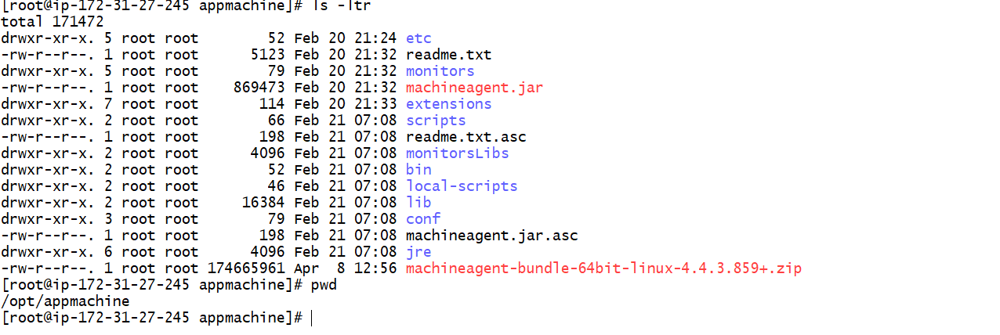 [root@ip-172-31-27-245 appmachine]# ls -ltr
total 171472
drwxr-xr-x. 5 root root        52 Feb 20 21:24 etc
-rw-r--r--. 1 root root      5123 Feb 20 21:32 readme.txt
drwxr-xr-x. 5 root root        79 Feb 20 21:32 monitors
-rw-r--r--. 1 root root    869473 Feb 20 21:32 machineagent.jar
drwxr-xr-x. 7 root root       114 Feb 20 21:33 extensions
drwxr-xr-x. 2 root root        66 Feb 21 07:08 scripts
-rw-r--r--. 1 root root       198 Feb 21 07:08 readme.txt.asc
drwxr-xr-x. 2 root root      4096 Feb 21 07:08 monitorsLibs
drwxr-xr-x. 2 root root        52 Feb 21 07:08 bin
drwxr-xr-x. 2 root root        46 Feb 21 07:08 local-scripts
drwxr-xr-x. 2 root root     16384 Feb 21 07:08 lib
drwxr-xr-x. 3 root root        79 Feb 21 07:08 conf
-rw-r--r--. 1 root root       198 Feb 21 07:08 machineagent.jar.asc
drwxr-xr-x. 6 root root      4096 Feb 21 07:08 jre
-rw-r--r--. 1 root root 174665961 Apr  8 12:56 machineagent-bundle-64bit-linux-4.4.3.859+.zip
[root@ip-172-31-27-245 appmachine]# pwd
/opt/appmachine
[root@ip-172-31-27-245 appmachine]#